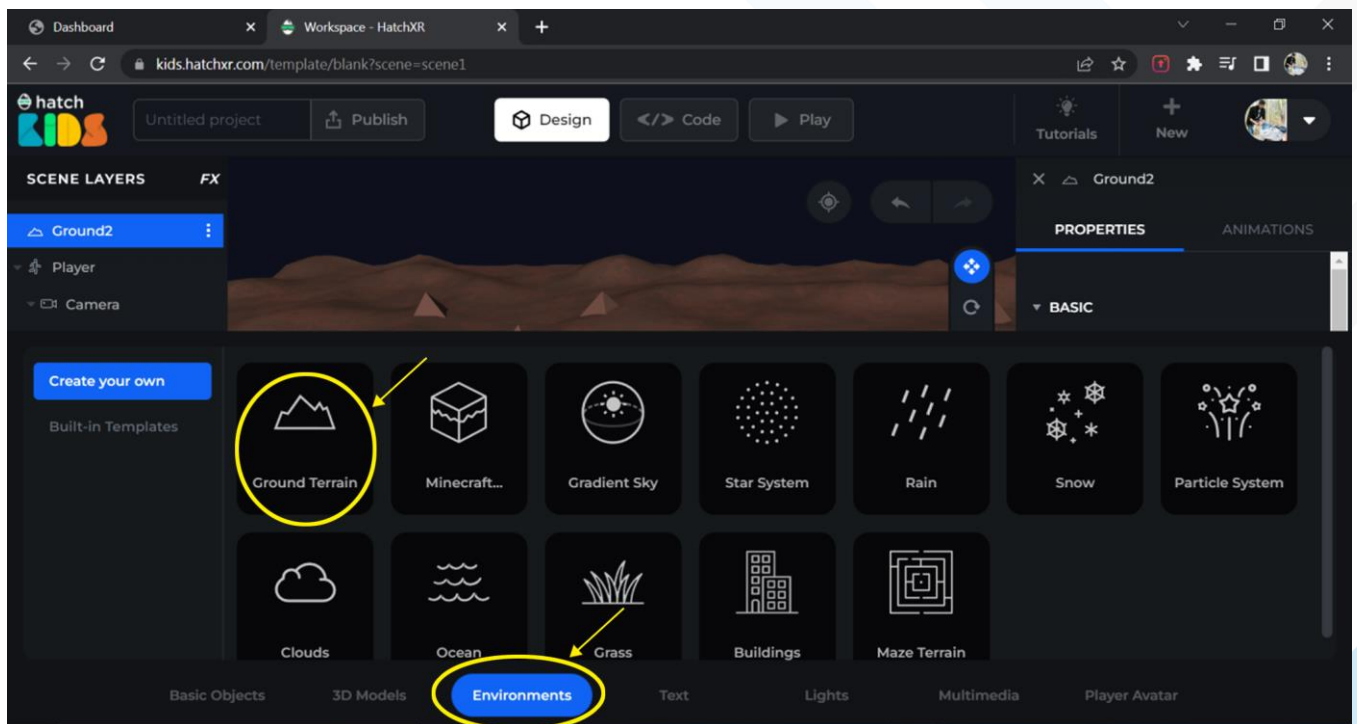 Dashboard
Workspace - HatchXR
kids.hatchxr.com/template/blank?scene=scene1
hatch
KIDS
Untitled project
Publish
Design
</> Code
Play
Tutorials
New
SCENE LAYERS FX
Ground2
Player
Camera
Ground2
PROPERTIES ANIMATIONS
BASIC
Create your own
Built-in Templates
Ground Terrain
Minecraft...
Gradient Sky
Star System
Rain
Snow
Particle System
Clouds
Ocean
Grass
Buildings
Maze Terrain
Basic Objects
3D Models
Environments
Text
Lights
Multimedia
Player Avatar